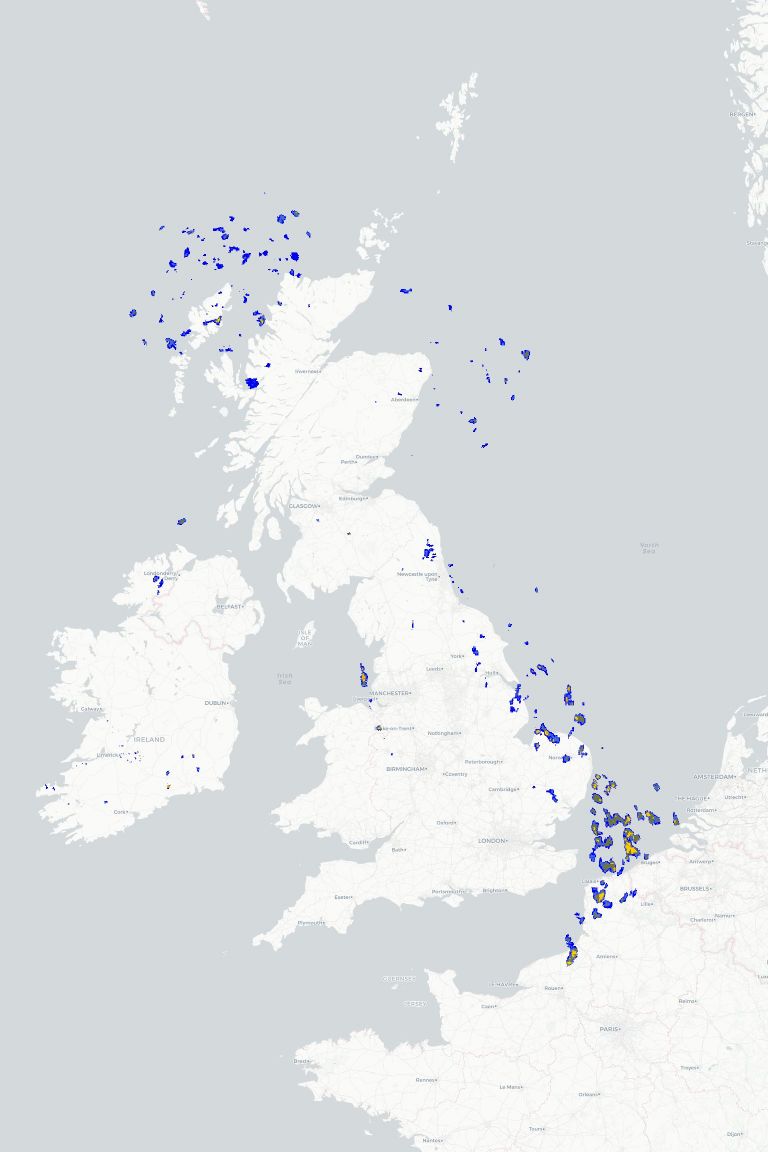 BERGEN
Inverness
Aberdeen
Dundee
Perth
Edinburgh
GLASGOW
North
Sea
Londonderry/
Derry
Newcastle upon
Tyne
BELFAST
ISLE
OF
MAN
York
Leeds
Hull
Irish
Sea
MANCHESTER
DUBLIN
Galway
Stoke-on-Trent
Nottingham
IRELAND
Limerick
Norwich
Peterborough
BIRMINGHAM
Coventry
AMSTERDAM
Cambridge
THE HAGUE
Utrecht
Rotterdam
Cork
Oxford
Cardiff
LONDON
Bath
Bruges
Antwerp
Calais
BRUSSELS
Exeter
Portsmouth
Brighton
Lille
Plymouth
Charleroi
Namur
Amiens
GUERNSEY
LE HAVRE
Rouen
JERSEY
Caen
Reims
PARIS
Brest
Troyes
Rennes
Le Mans
Orléans
Tours
Dijon
Nantes